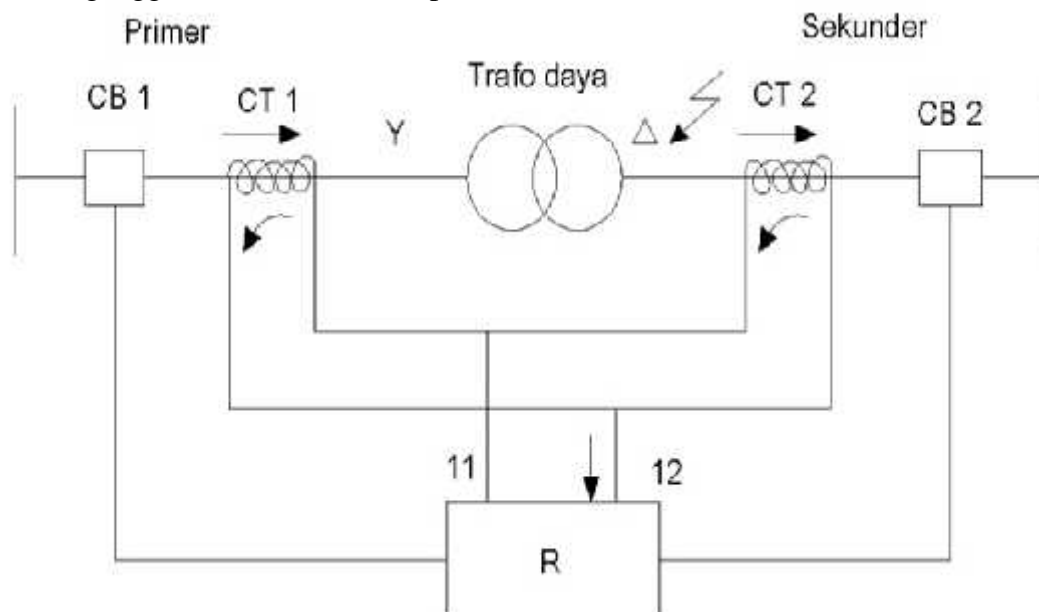 Primer
Sekunder
Trafo daya
CB 1
CT 1
CT 2
CB 2
Y
Δ
11
12
R